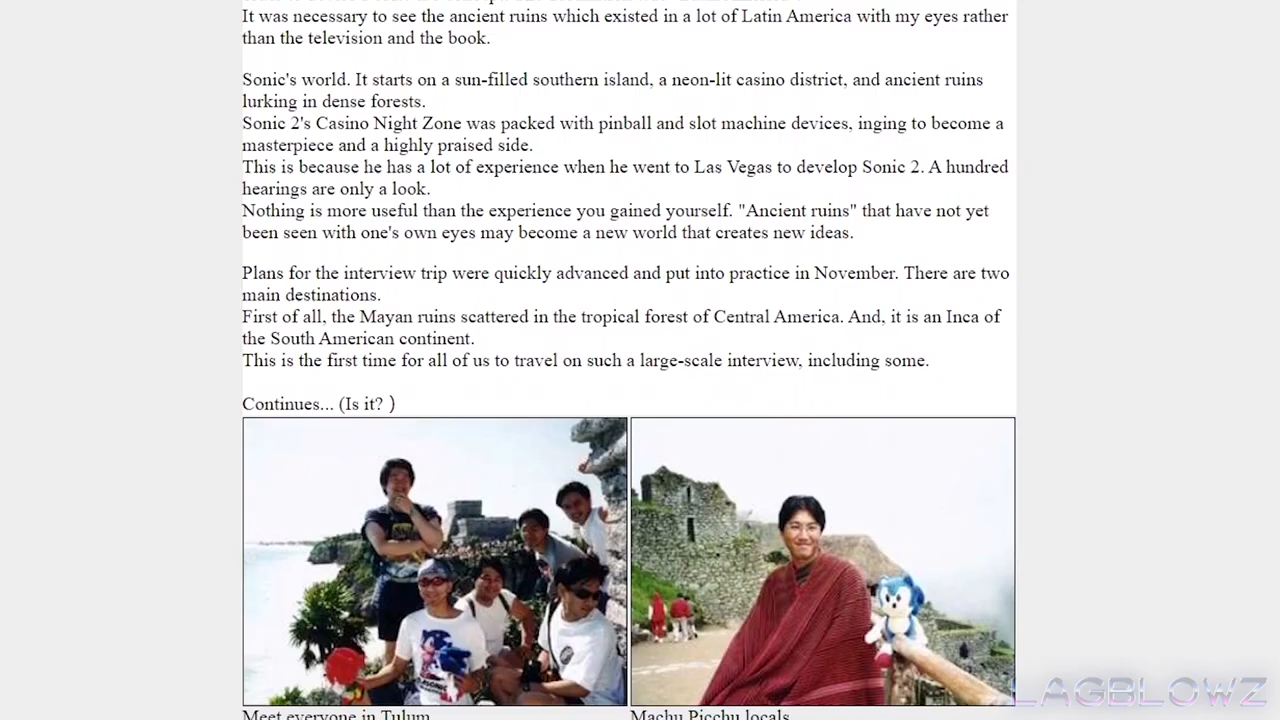 It was necessary to see the ancient ruins which existed in a lot of Latin America with my eyes rather
than the television and the book.
Sonic's world. It starts on a sun-filled southern island, a neon-lit casino district, and ancient ruins
lurking in dense forests.
Sonic 2's Casino Night Zone was packed with pinball and slot machine devices, inging to become a
masterpiece and a highly praised side.
This is because he has a lot of experience when he went to Las Vegas to develop Sonic 2. A hundred
hearings are only a look.
Nothing is more useful than the experience you gained yourself. "Ancient ruins" that have not yet
been seen with one's own eyes may become a new world that creates new ideas.
Plans for the interview trip were quickly advanced and put into practice in November. There are two
main destinations.
First of all, the Mayan ruins scattered in the tropical forest of Central America. And, it is an Inca of
the South American continent.
This is the first time for all of us to travel on such a large-scale interview, including some.
Continues... (Is it? )
Meet everyone in Tulum
Machu Picchu locals
LAGBLOWZ